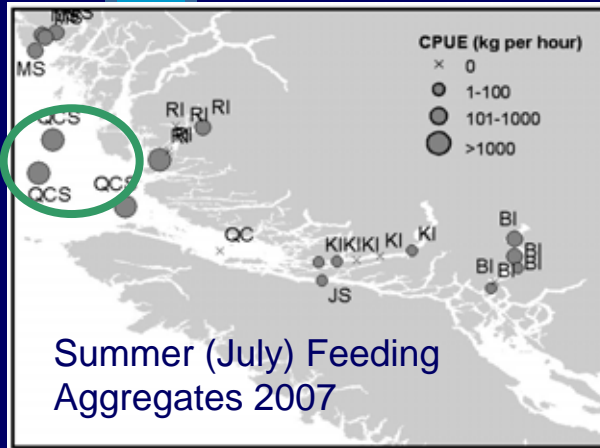 MS
MS
CPUE (kg per hour)
× 0
1-100
101-1000
>1000
RI RI RI
RI
QCS
QCS
QCS
QC
KI KI KI KI KI
JS
BI
BI
BI
BI BI
Summer (July) Feeding
Aggregates 2007